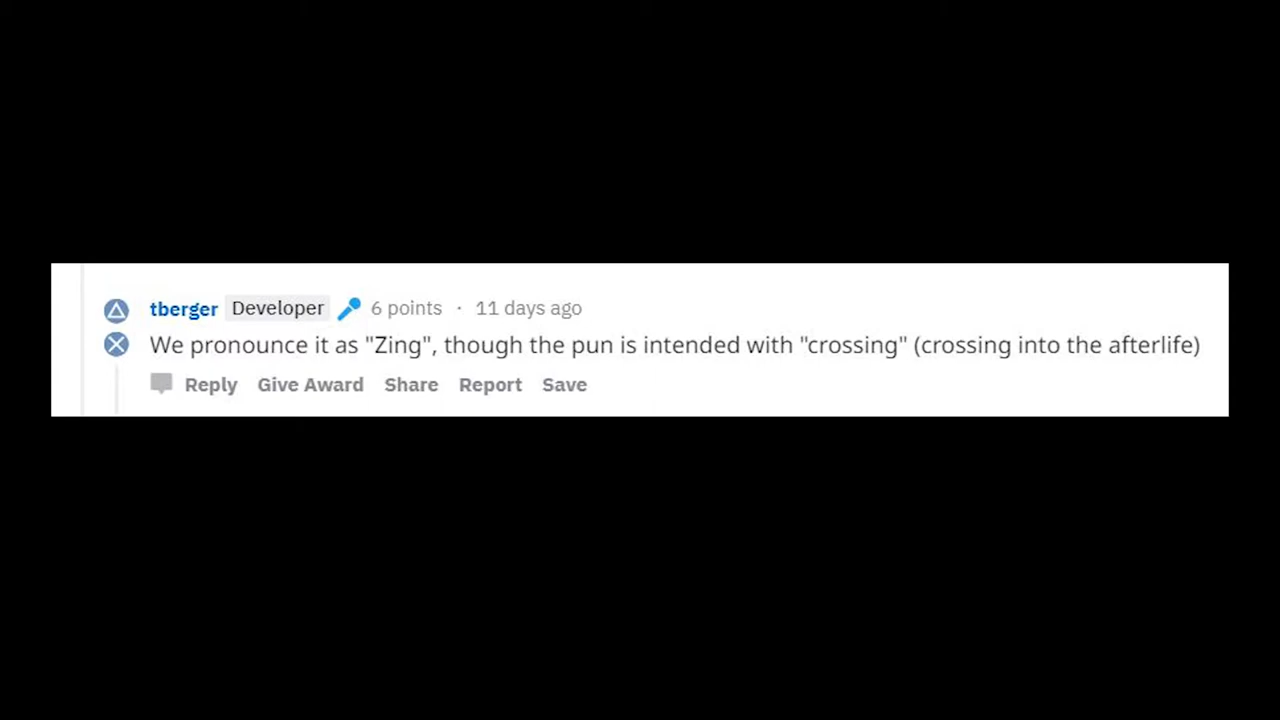 tberger Developer 6 points · 11 days ago
We pronounce it as "Zing", though the pun is intended with "crossing" (crossing into the afterlife)
Reply Give Award Share Report Save